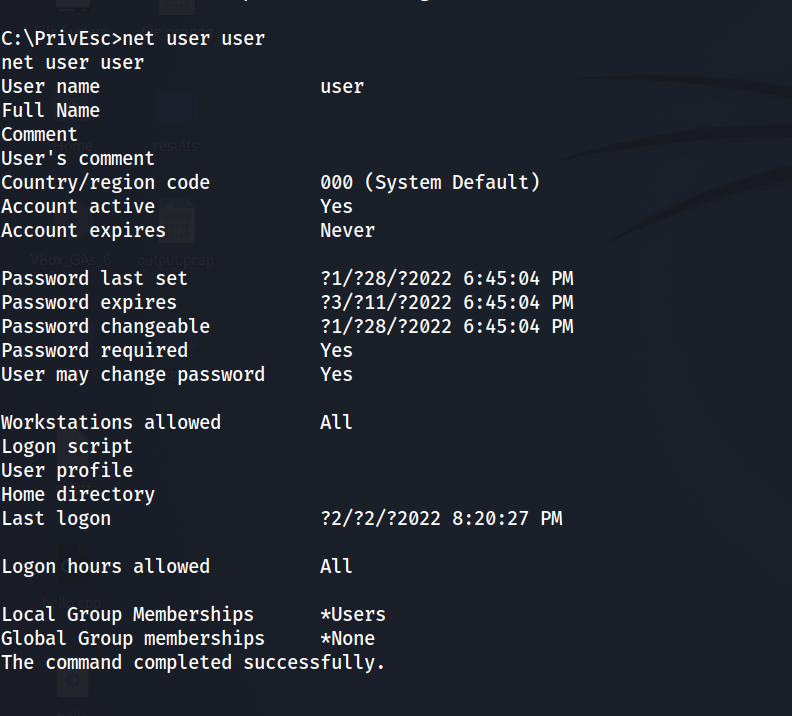 C:\PrivEsc>net user user
net user user
User name                    user
Full Name
Comment
User's comment
Country/region code          000 (System Default)
Account active               Yes
Account expires              Never
Password last set            ?1/?28/?2022 6:45:04 PM
Password expires             ?3/?11/?2022 6:45:04 PM
Password changeable          ?1/?28/?2022 6:45:04 PM
Password required            Yes
User may change password     Yes
Workstations allowed         All
Logon script
User profile
Home directory
Last logon                   ?2/?2/?2022 8:20:27 PM
Logon hours allowed          All
Local Group Memberships      *Users
Global Group memberships     *None
The command completed successfully.
Home
results
VBox_GAs_6
output.pcap